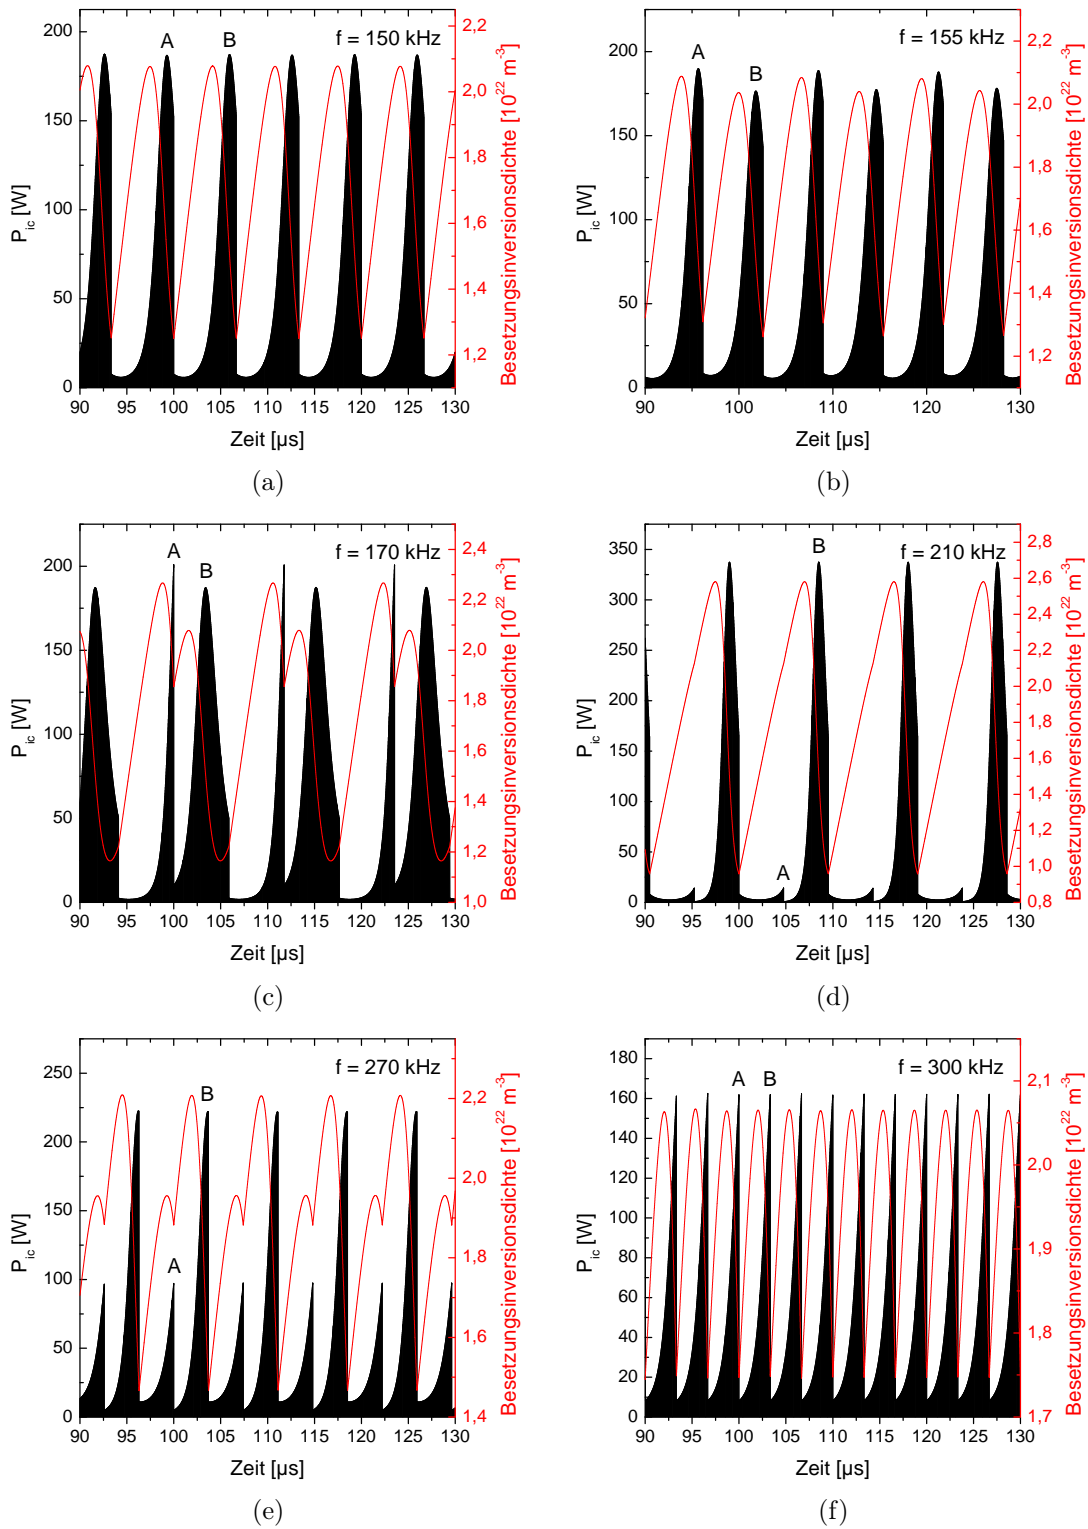 f = 150 kHz
A B
P_ic [W]
200
150
100
50
0
2,2
2,0
1,8
1,6
1,4
1,2
Besetzungsinversionsdichte [10^22 m^-3]
90 95 100 105 110 115 120 125 130
Zeit [µs]
(a)
f = 155 kHz
A
B
P_ic [W]
200
150
100
50
0
2,2
2,0
1,8
1,6
1,4
1,2
Besetzungsinversionsdichte [10^22 m^-3]
90 100 110 120 130
Zeit [µs]
(b)
f = 170 kHz
A
B
P_ic [W]
200
150
100
50
0
2,4
2,2
2,0
1,8
1,6
1,4
1,2
1,0
Besetzungsinversionsdichte [10^22 m^-3]
90 95 100 105 110 115 120 125 130
Zeit [µs]
(c)
f = 210 kHz
B
A
P_ic [W]
350
300
250
200
150
100
50
0
2,8
2,6
2,4
2,2
2,0
1,8
1,6
1,4
1,2
1,0
0,8
Besetzungsinversionsdichte [10^22 m^-3]
90 95 100 105 110 115 120 125 130
Zeit [µs]
(d)
f = 270 kHz
B
A
P_ic [W]
250
200
150
100
50
0
2,2
2,0
1,8
1,6
1,4
Besetzungsinversionsdichte [10^22 m^-3]
90 95 100 105 110 115 120 125 130
Zeit [µs]
(e)
f = 300 kHz
A B
P_ic [W]
180
160
140
120
100
80
60
40
20
0
2,1
2,0
1,9
1,8
1,7
Besetzungsinversionsdichte [10^22 m^-3]
90 95 100 105 110 115 120 125 130
Zeit [µs]
(f)